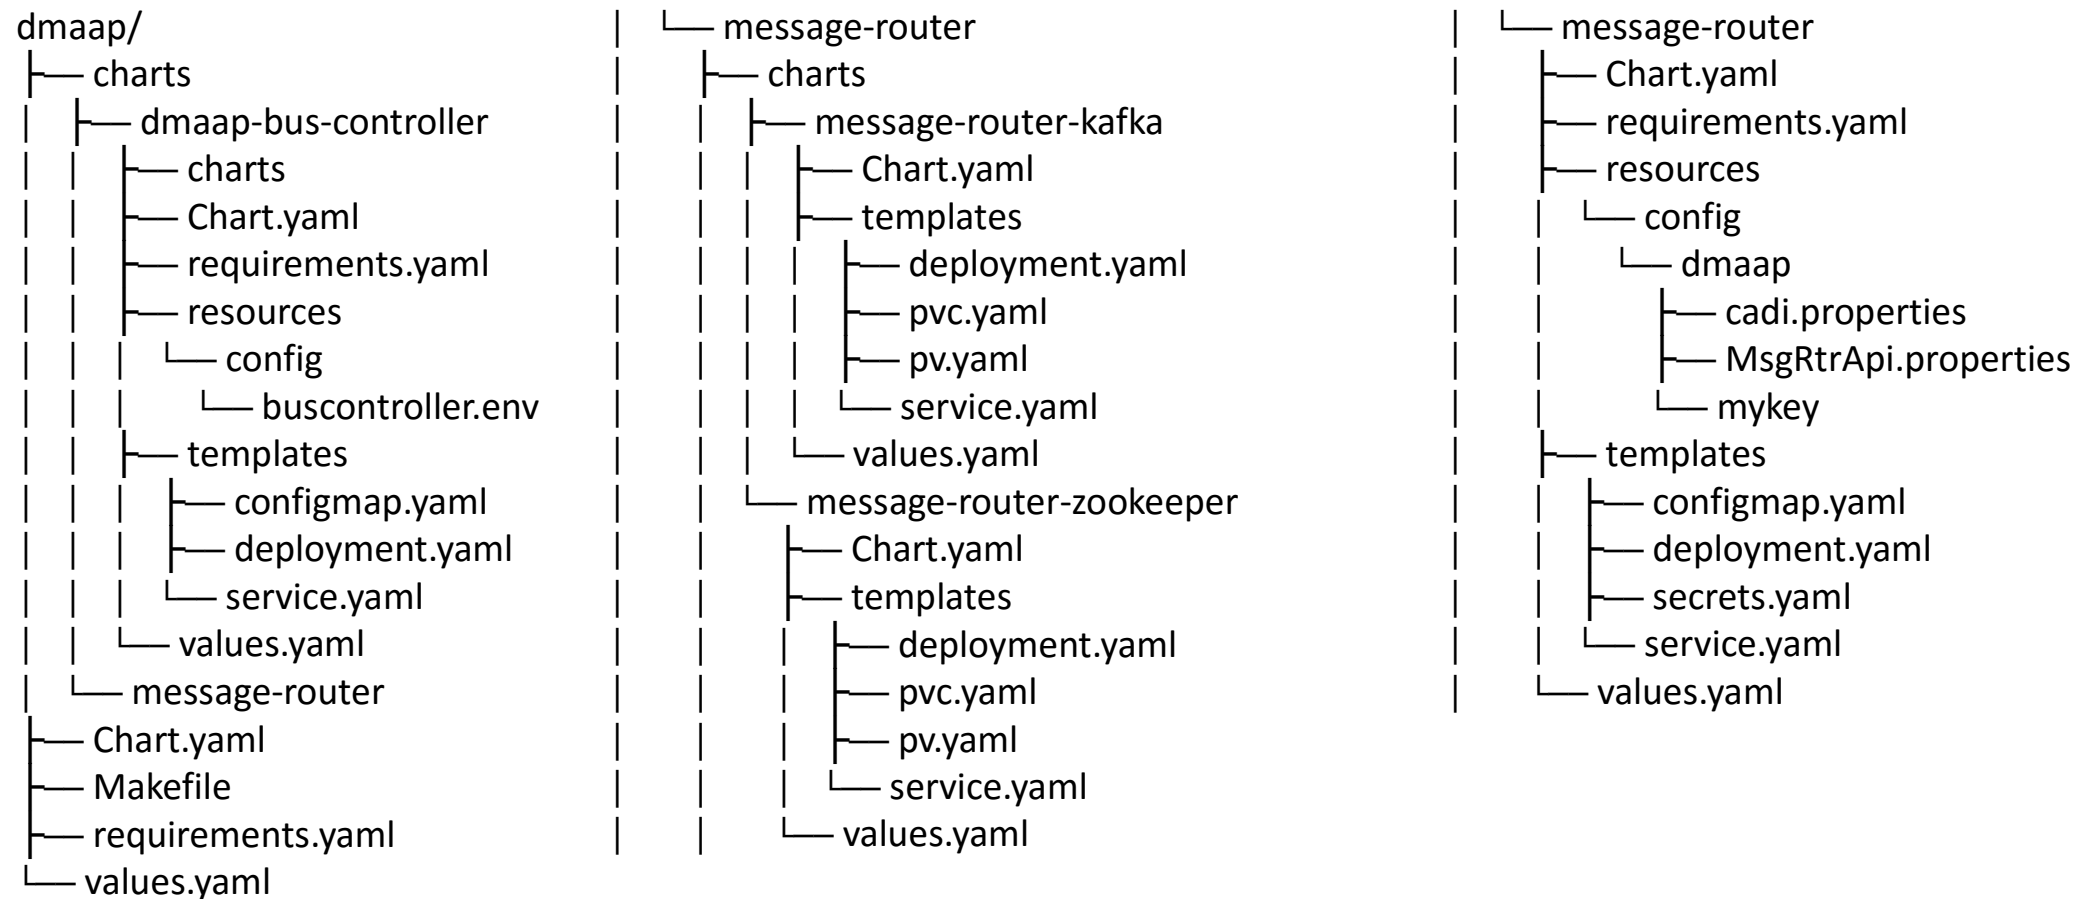 dmaap/
charts
dmaap-bus-controller
charts
Chart.yaml
requirements.yaml
resources
config
buscontroller.env
templates
configmap.yaml
deployment.yaml
service.yaml
values.yaml
message-router
Chart.yaml
Makefile
requirements.yaml
values.yaml
message-router
charts
message-router-kafka
Chart.yaml
templates
deployment.yaml
pvc.yaml
pv.yaml
service.yaml
values.yaml
message-router-zookeeper
Chart.yaml
templates
deployment.yaml
pvc.yaml
pv.yaml
service.yaml
values.yaml
message-router
Chart.yaml
requirements.yaml
resources
config
dmaap
cadi.properties
MsgRtrApi.properties
mykey
templates
configmap.yaml
deployment.yaml
secrets.yaml
service.yaml
values.yaml